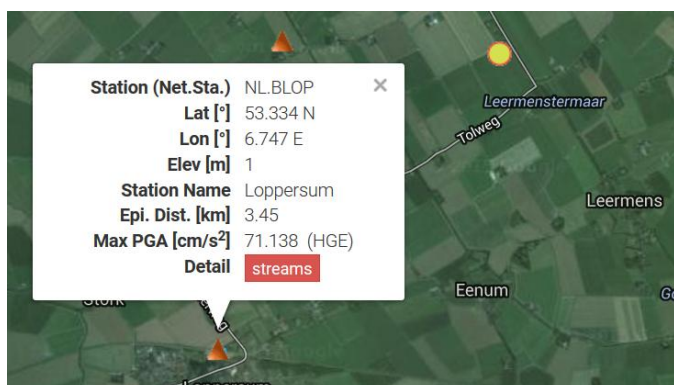 Station (Net.Sta.) NL.BLOP ×
Lat [°] 53.334 N
Lon [°] 6.747 E
Elev [m] 1
Station Name Loppersum
Epi. Dist. [km] 3.45
Max PGA [cm/s²] 71.138 (HGE)
Detail streams
Leermenstermaar
Tolweg
Leermens
Eenum